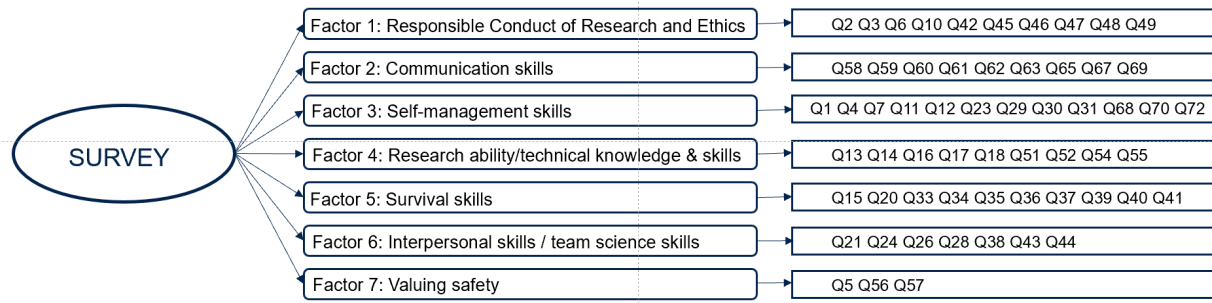 SURVEY
Factor 1: Responsible Conduct of Research and Ethics
Q2 Q3 Q6 Q10 Q42 Q45 Q46 Q47 Q48 Q49
Factor 2: Communication skills
Q58 Q59 Q60 Q61 Q62 Q63 Q65 Q67 Q69
Factor 3: Self-management skills
Q1 Q4 Q7 Q11 Q12 Q23 Q29 Q30 Q31 Q68 Q70 Q72
Factor 4: Research ability/technical knowledge & skills
Q13 Q14 Q16 Q17 Q18 Q51 Q52 Q54 Q55
Factor 5: Survival skills
Q15 Q20 Q33 Q34 Q35 Q36 Q37 Q39 Q40 Q41
Factor 6: Interpersonal skills / team science skills
Q21 Q24 Q26 Q28 Q38 Q43 Q44
Factor 7: Valuing safety
Q5 Q56 Q57